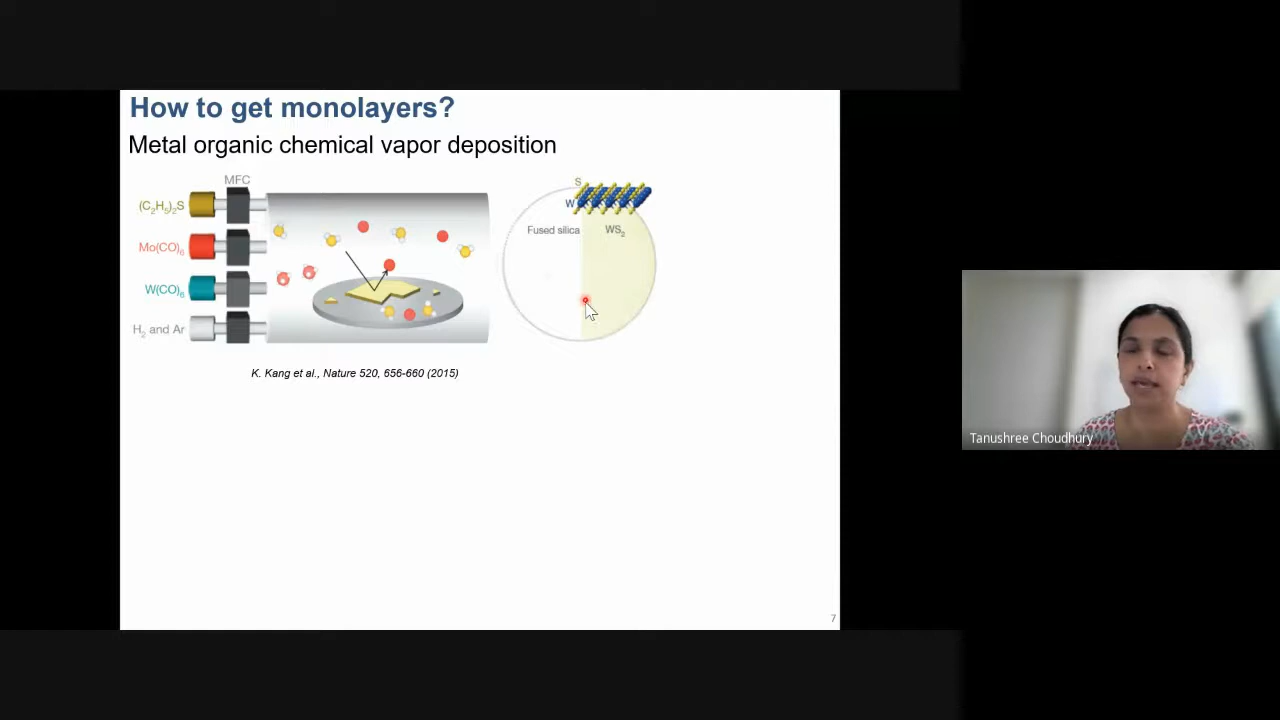 How to get monolayers?
Metal organic chemical vapor deposition
MFC
(C₂H₅)₂S
Mo(CO)₆
W(CO)₆
H₂ and Ar
S
W
Fused silica
WS₂
K. Kang et al., Nature 520, 656-660 (2015)
Tanushree Choudhury
7